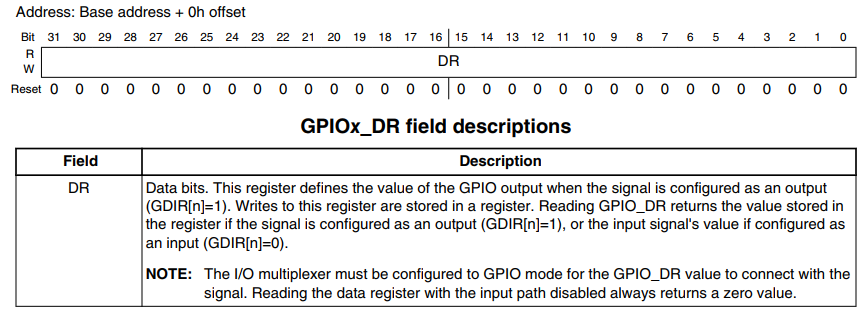 Address: Base address + 0h offset
Bit 31 30 29 28 27 26 25 24 23 22 21 20 19 18 17 16 15 14 13 12 11 10 9 8 7 6 5 4 3 2 1 0
R
DR
W
Reset 0 0 0 0 0 0 0 0 0 0 0 0 0 0 0 0 0 0 0 0 0 0 0 0 0 0 0 0 0 0 0 0
GPIOx_DR field descriptions
Field Description
DR Data bits. This register defines the value of the GPIO output when the signal is configured as an output
(GDIR[n]=1). Writes to this register are stored in a register. Reading GPIO_DR returns the value stored in
the register if the signal is configured as an output (GDIR[n]=1), or the input signal's value if configured as
an input (GDIR[n]=0).
NOTE: The I/O multiplexer must be configured to GPIO mode for the GPIO_DR value to connect with the
signal. Reading the data register with the input path disabled always returns a zero value.